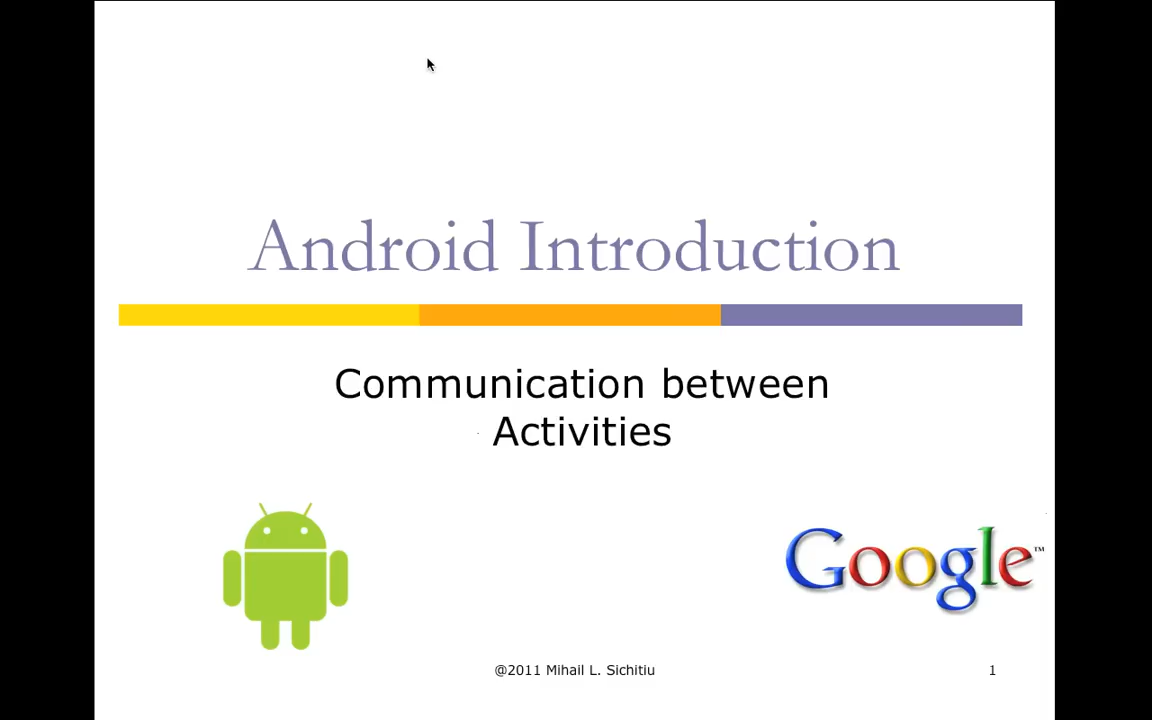 Android Introduction
Communication between
Activities
Google™
@2011 Mihail L. Sichitiu
1